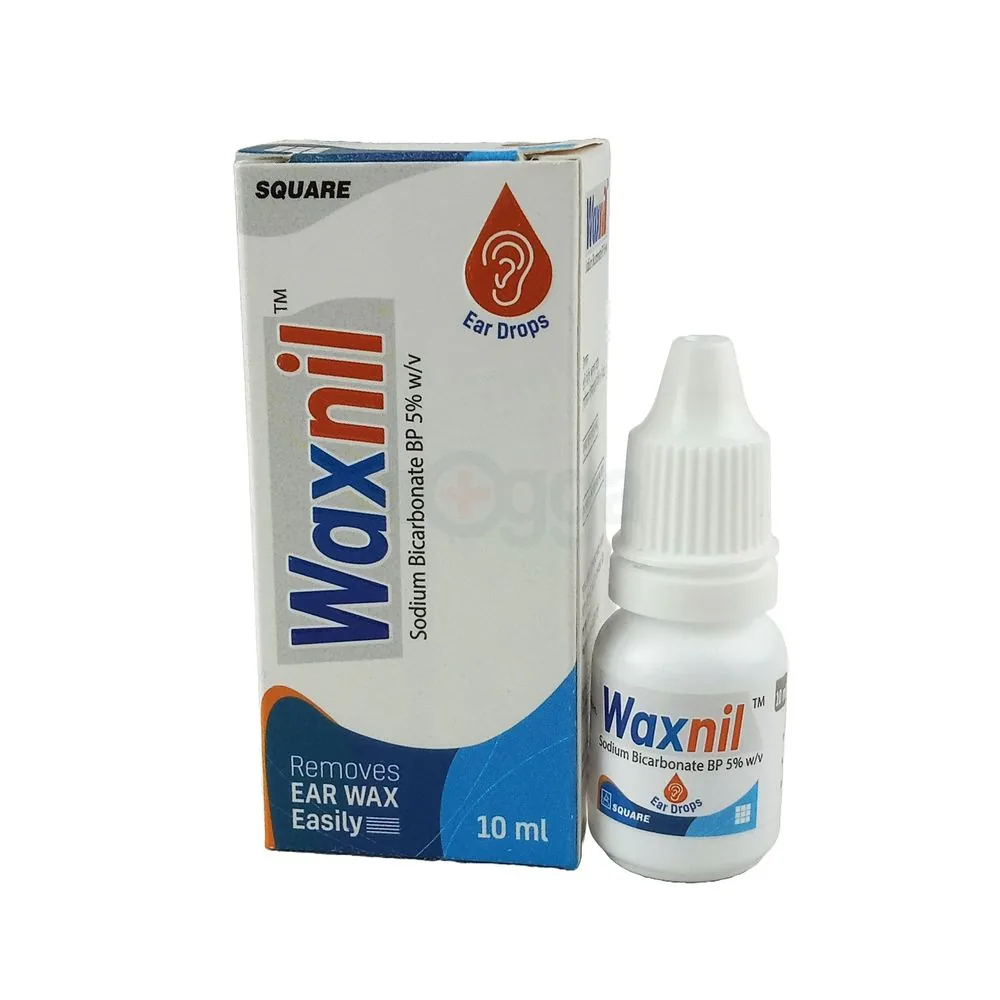 SQUARE
Ear Drops
Waxnil™
Sodium Bicarbonate BP 5% w/v
Removes
EAR WAX
Easily
10 ml
Waxnil
Waxnil™
Sodium Bicarbonate BP 5% w/v
Ear Drops
SQUARE